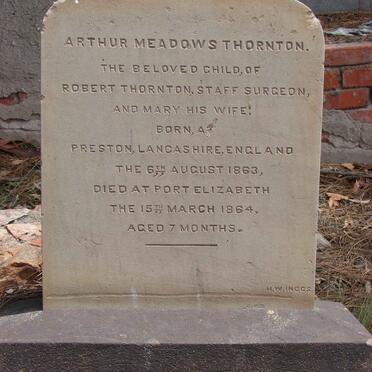 ARTHUR MEADOWS THORNTON.
THE BELOVED CHILD, OF
ROBERT THORNTON, STAFF SURGEON,
AND MARY HIS WIFE:
BORN, AT
PRESTON, LANCASHIRE, ENGLAND
THE 6TH AUGUST 1863,
DIED AT PORT ELIZABETH
THE 15TH MARCH 1864,
AGED 7 MONTHS.
H.W. INGGS